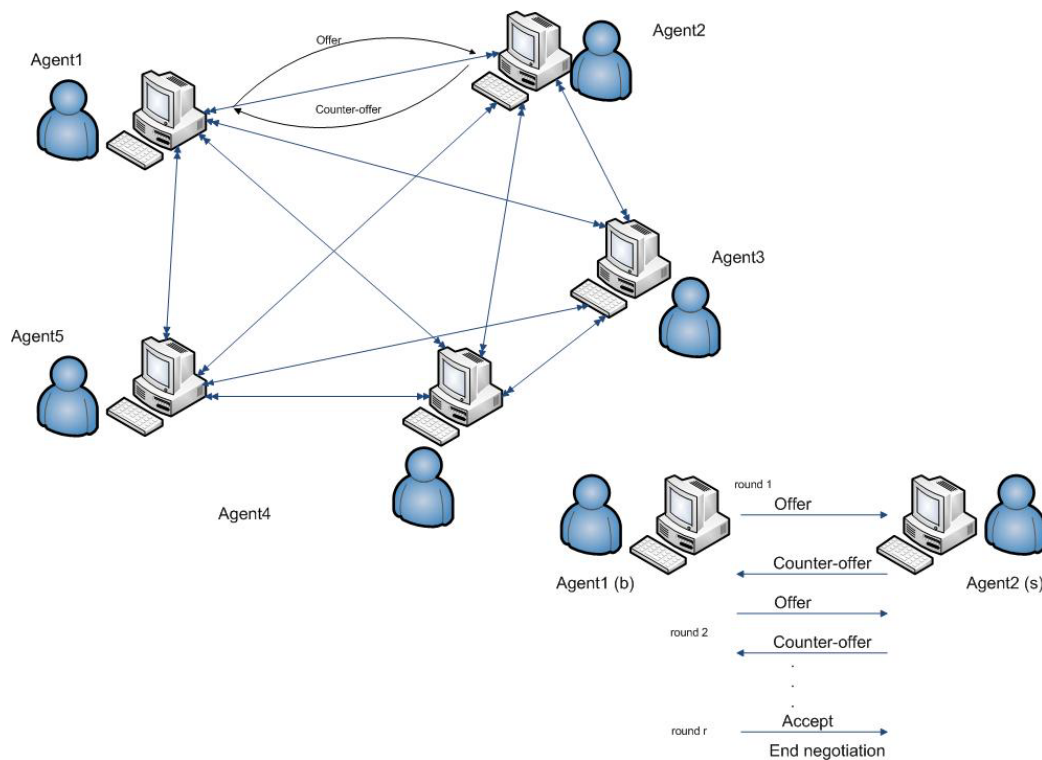 Offer
Agent2
Agent1
Counter-offer
Agent3
Agent5
Agent4
round 1
Offer
Counter-offer
Agent1 (b)
Agent2 (s)
Offer
round 2
Counter-offer
.
.
.
round r
Accept
End negotiation